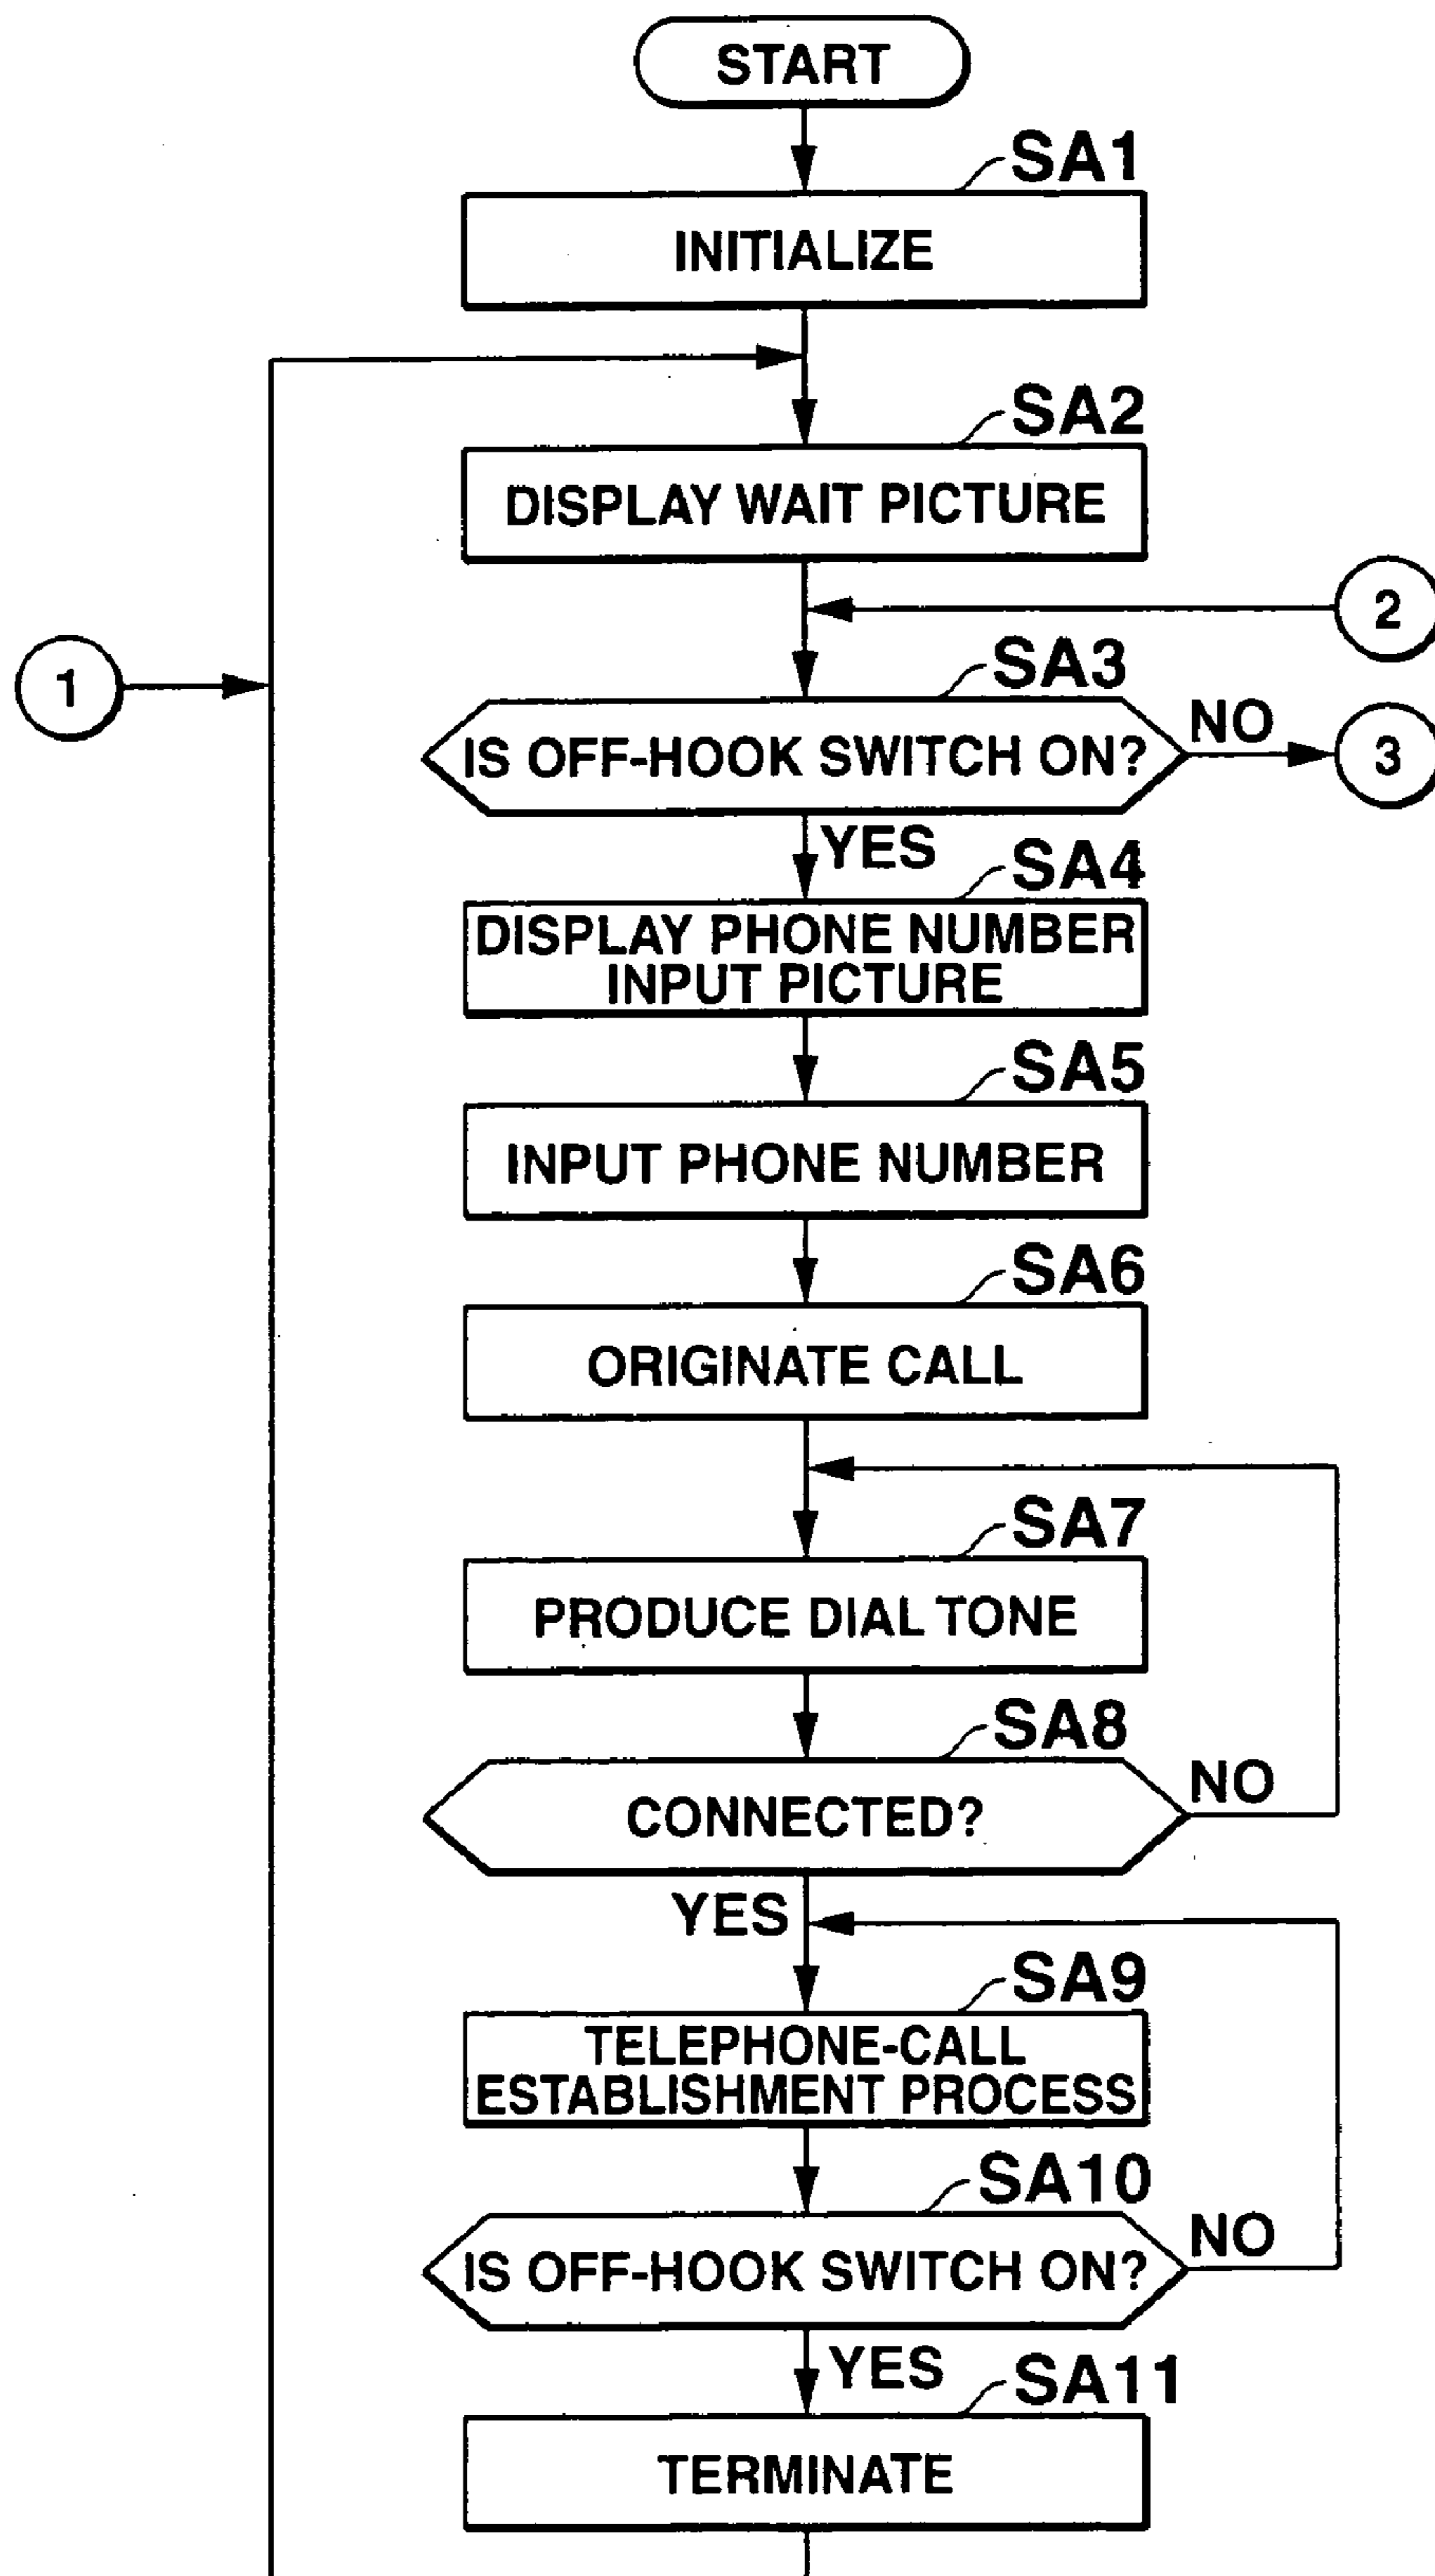 START
SA1
INITIALIZE
SA2
DISPLAY WAIT PICTURE
2
1
SA3
IS OFF-HOOK SWITCH ON?
NO
3
YES
SA4
DISPLAY PHONE NUMBER
INPUT PICTURE
SA5
INPUT PHONE NUMBER
SA6
ORIGINATE CALL
SA7
PRODUCE DIAL TONE
SA8
CONNECTED?
NO
YES
SA9
TELEPHONE-CALL
ESTABLISHMENT PROCESS
SA10
IS OFF-HOOK SWITCH ON?
NO
YES
SA11
TERMINATE